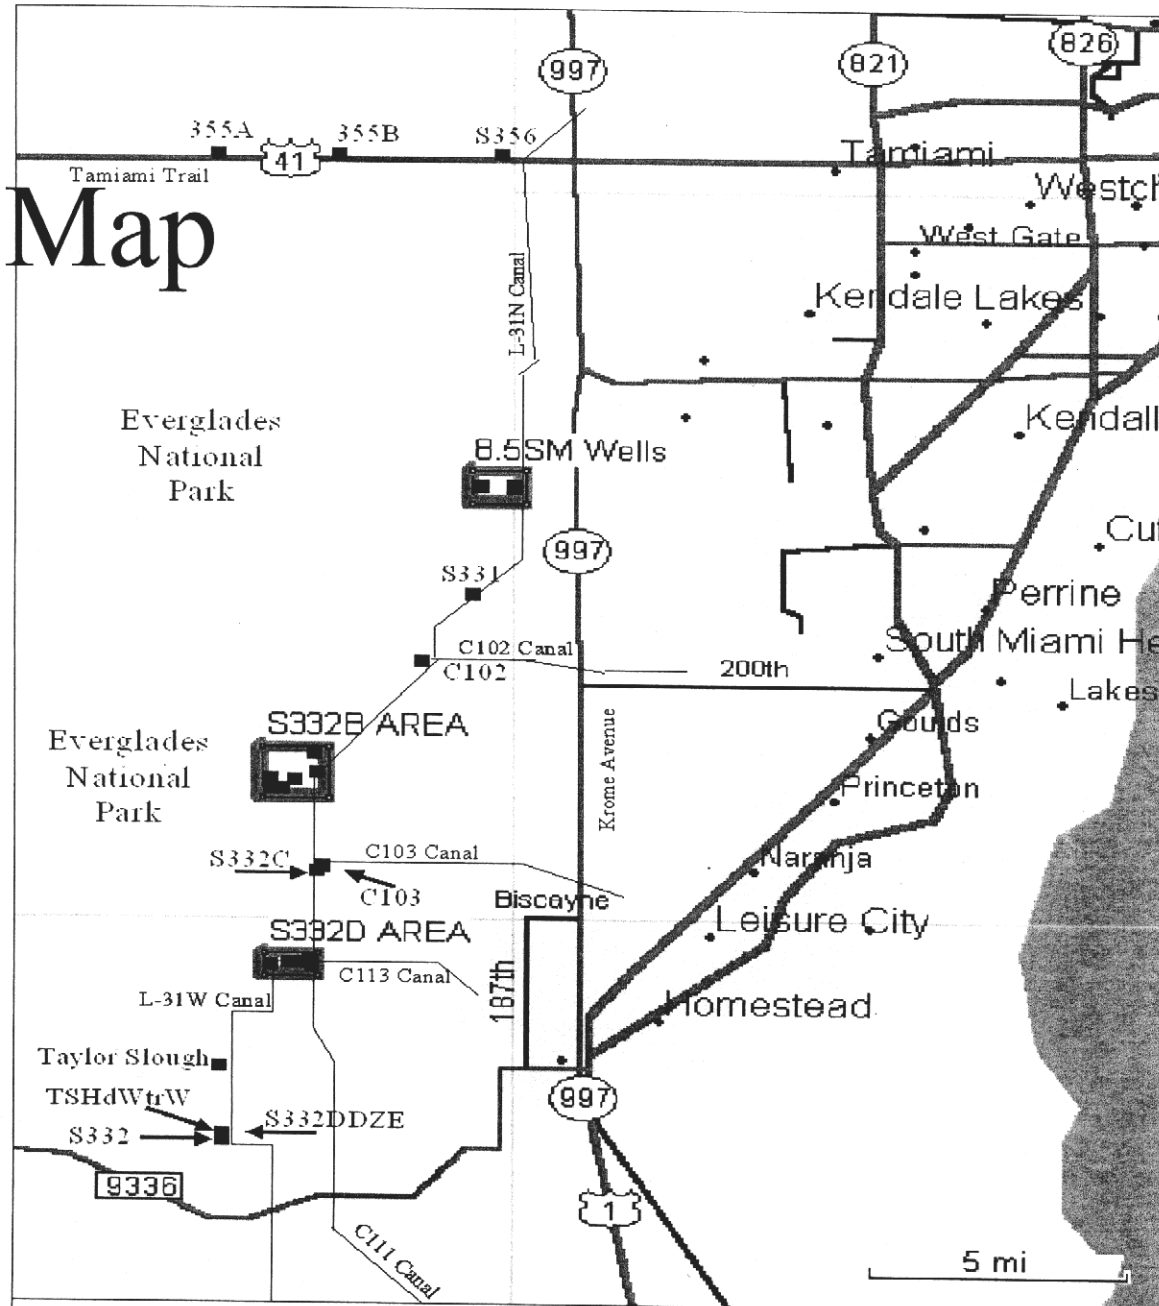 997
821
826
355A
41
355B
S356
Tamiami Trail
Tamiami
Map
West Gate
L-31N Canal
Kendale Lakes
Everglades
National
Park
Kendall
8.5SM Wells
997
S331
Perrine
C102 Canal
C102
South Miami He
200th
Lakes
S332B AREA
Everglades
National
Park
Goulds
Krome Avenue
Princeton
S332C
C103 Canal
C103
Naranja
Biscayne
S332D AREA
Leisure City
C113 Canal
187th
L-31W Canal
Homestead
Taylor Slough
TSHdWtrW
997
S332
S332DDZE
9336
1
C111 Canal
5 mi